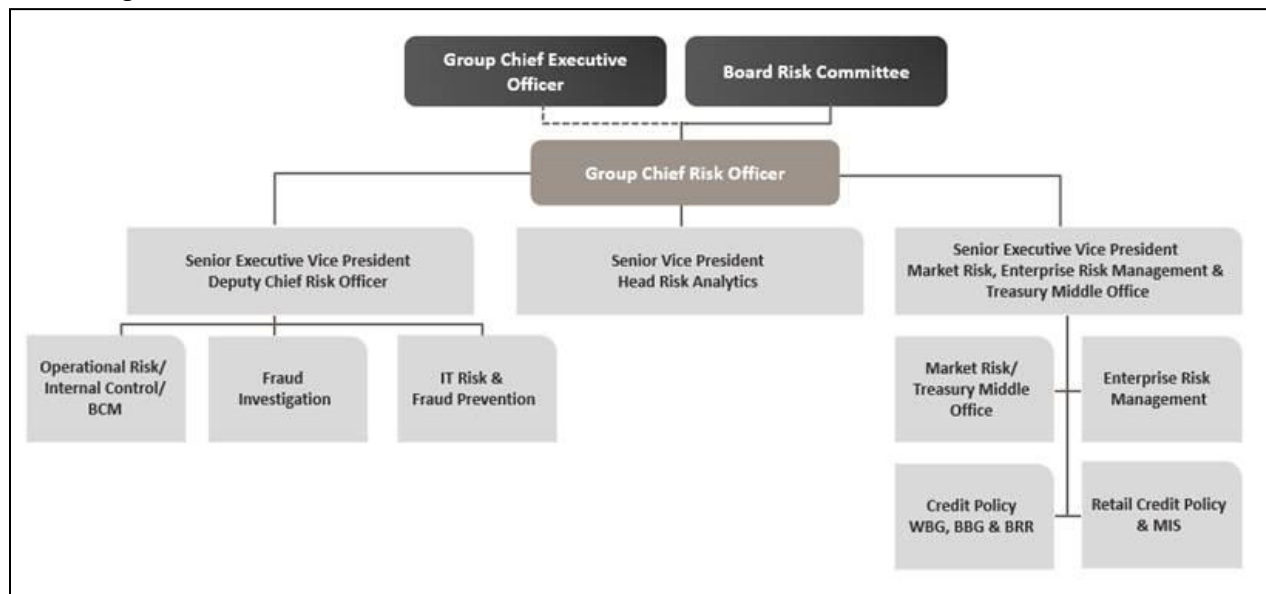 Group Chief Executive
Officer
Board Risk Committee
Group Chief Risk Officer
Senior Executive Vice President
Deputy Chief Risk Officer
Senior Vice President
Head Risk Analytics
Senior Executive Vice President
Market Risk, Enterprise Risk Management &
Treasury Middle Office
Operational Risk/
Internal Control/
BCM
Fraud
Investigation
IT Risk &
Fraud Prevention
Market Risk/
Treasury Middle
Office
Enterprise Risk
Management
Credit Policy
WBG, BBG & BRR
Retail Credit Policy
& MIS